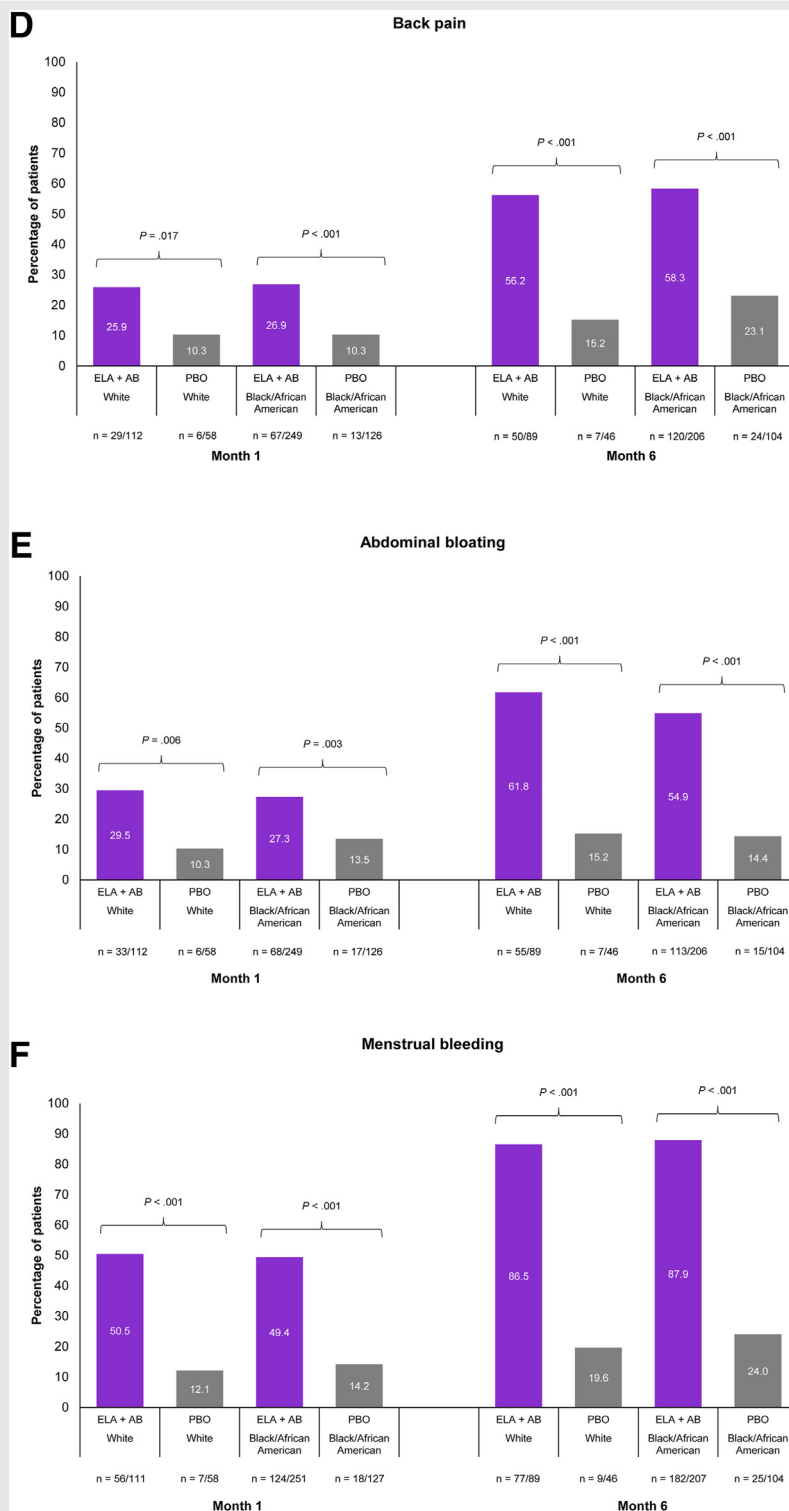 D
Back pain
Percentage of patients
100
90
80
70
60
50
40
30
20
10
0
P = .017
P < .001
P < .001
P < .001
25.9
10.3
26.9
10.3
56.2
15.2
58.3
23.1
ELA + AB
PBO
ELA + AB
PBO
ELA + AB
PBO
ELA + AB
PBO
White
White
Black/African
American
Black/African
American
White
White
Black/African
American
Black/African
American
n = 29/112
n = 6/58
n = 67/249
n = 13/126
n = 50/89
n = 7/46
n = 120/206
n = 24/104
Month 1
Month 6
E
Abdominal bloating
Percentage of patients
100
90
80
70
60
50
40
30
20
10
0
P = .006
P = .003
P < .001
P < .001
29.5
10.3
27.3
13.5
61.8
15.2
54.9
14.4
ELA + AB
PBO
ELA + AB
PBO
ELA + AB
PBO
ELA + AB
PBO
White
White
Black/African
American
Black/African
American
White
White
Black/African
American
Black/African
American
n = 33/112
n = 6/58
n = 68/249
n = 17/126
n = 55/89
n = 7/46
n = 113/206
n = 15/104
Month 1
Month 6
F
Menstrual bleeding
Percentage of patients
100
90
80
70
60
50
40
30
20
10
0
P < .001
P < .001
P < .001
P < .001
50.5
12.1
49.4
14.2
86.5
19.6
87.9
24.0
ELA + AB
PBO
ELA + AB
PBO
ELA + AB
PBO
ELA + AB
PBO
White
White
Black/African
American
Black/African
American
White
White
Black/African
American
Black/African
American
n = 56/111
n = 7/58
n = 124/251
n = 18/127
n = 77/89
n = 9/46
n = 182/207
n = 25/104
Month 1
Month 6